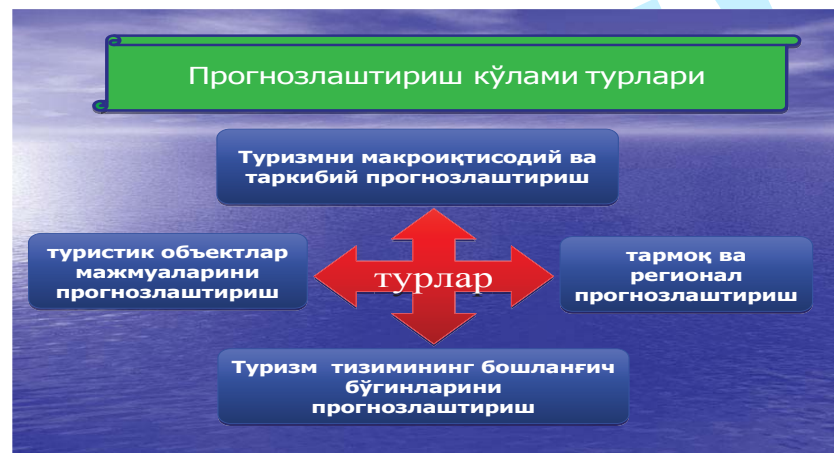 Прогнозлаштириш кўлами турлари
Туризмни макроиқтисодий ва
таркибий прогнозлаштириш
туристик объектлар
мажмуаларини
прогнозлаштириш
турлар
тармоқ ва
регионал
прогнозлаштириш
Туризм тизимининг бошланғич
бўгинларини
прогнозлаштириш